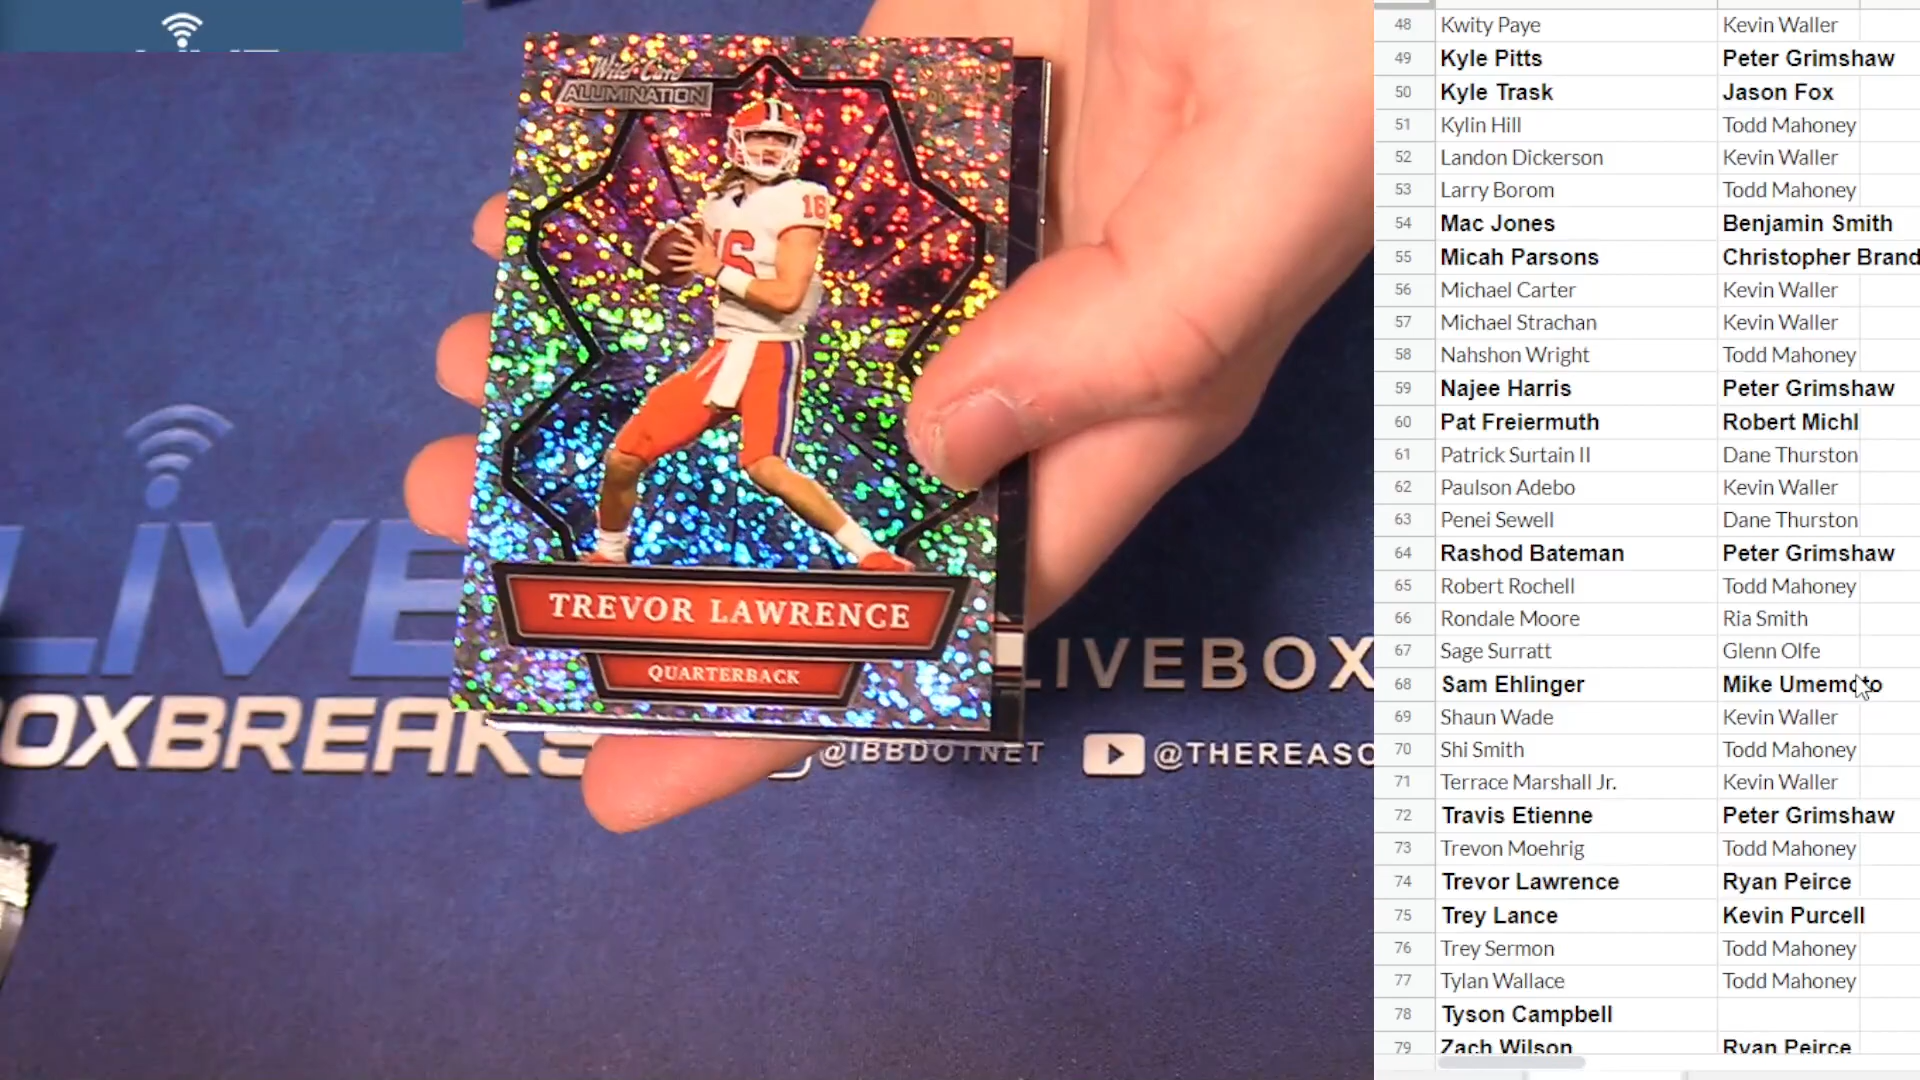 Wild Card
ALUMINATION
16
16
TREVOR LAWRENCE
QUARTERBACK
LIVE
OXBREAKS
LIVEBOX
@IBBDOTNET
@THEREASO
48 Kwity Paye Kevin Waller
49 Kyle Pitts Peter Grimshaw
50 Kyle Trask Jason Fox
51 Kylin Hill Todd Mahoney
52 Landon Dickerson Kevin Waller
53 Larry Borom Todd Mahoney
54 Mac Jones Benjamin Smith
55 Micah Parsons Christopher Brand
56 Michael Carter Kevin Waller
57 Michael Strachan Kevin Waller
58 Nahshon Wright Todd Mahoney
59 Najee Harris Peter Grimshaw
60 Pat Freiermuth Robert Michl
61 Patrick Surtain II Dane Thurston
62 Paulson Adebo Kevin Waller
63 Penei Sewell Dane Thurston
64 Rashod Bateman Peter Grimshaw
65 Robert Rochell Todd Mahoney
66 Rondale Moore Ria Smith
67 Sage Surratt Glenn Olfe
68 Sam Ehlinger Mike Umemoto
69 Shaun Wade Kevin Waller
70 Shi Smith Todd Mahoney
71 Terrace Marshall Jr. Kevin Waller
72 Travis Etienne Peter Grimshaw
73 Trevon Moehrig Todd Mahoney
74 Trevor Lawrence Ryan Peirce
75 Trey Lance Kevin Purcell
76 Trey Sermon Todd Mahoney
77 Tylan Wallace Todd Mahoney
78 Tyson Campbell
79 Zach Wilson Ryan Peirce